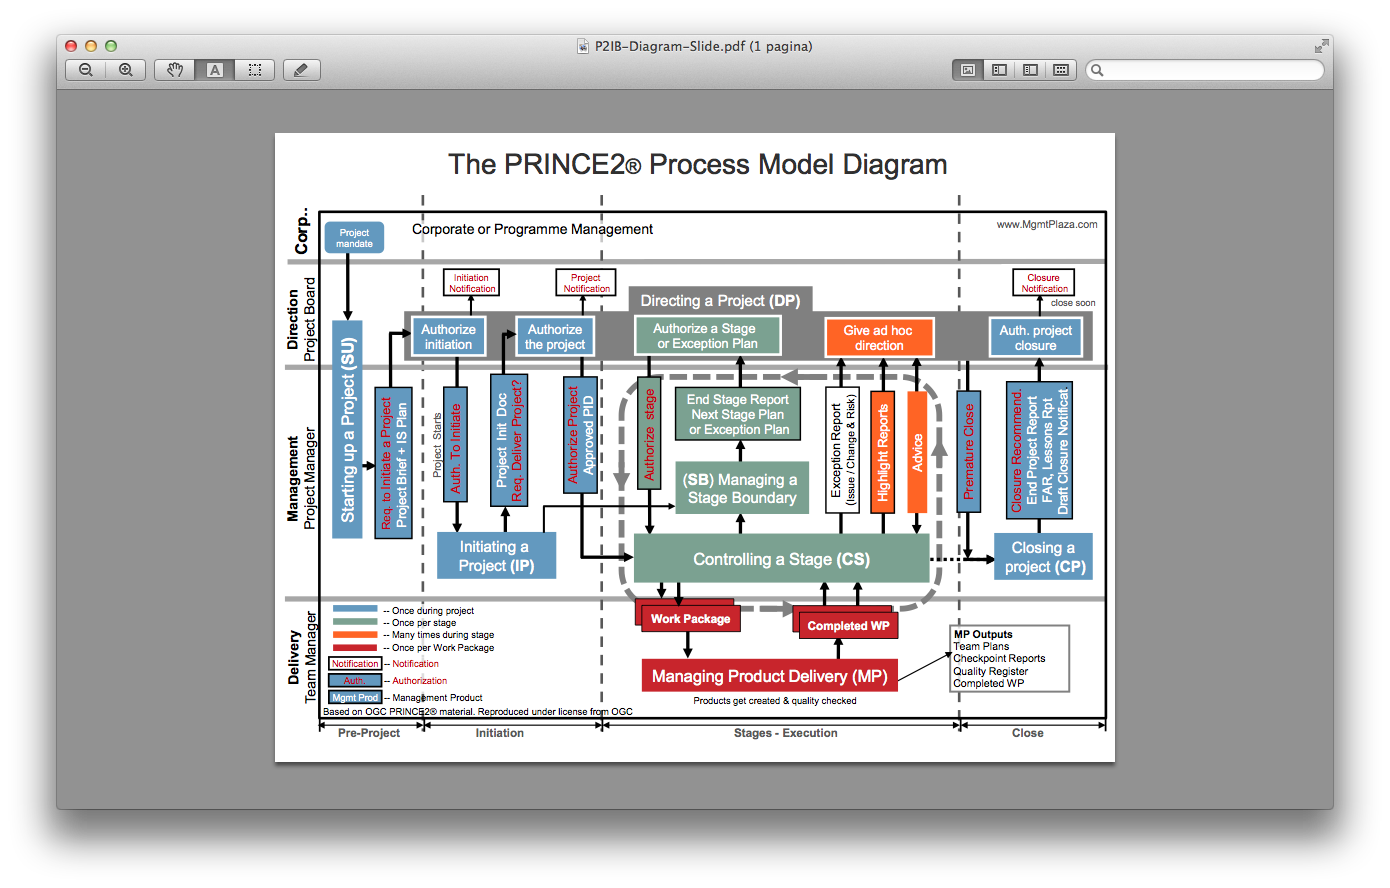 P2IB-Diagram-Slide.pdf (1 pagina)
The PRINCE2® Process Model Diagram
Corp..
Project
mandate
Corporate or Programme Management
www.MgmtPlaza.com
Direction
Project Board
Initiation
Notification
Project
Notification
Closure
Notification
close soon
Directing a Project (DP)
Authorize
initiation
Authorize
the project
Authorize a Stage
or Exception Plan
Give ad hoc
direction
Auth. project
closure
Management
Project Manager
Starting up a Project (SU)
Req. to Initiate a Project
Project Brief + IS Plan
Project Starts
Auth. To Initiate
Project Init Doc
Req. Deliver Project?
Authorize Project
Approved PID
Authorize stage
End Stage Report
Next Stage Plan
or Exception Plan
(SB) Managing a
Stage Boundary
Exception Report
(Issue / Change & Risk)
Highlight Reports
Advice
Premature Close
Closure Recommend.
End Project Report
FAR, Lessons Rpt
Draft Closure Notificat.
Initiating a
Project (IP)
Controlling a Stage (CS)
Closing a
project (CP)
Delivery
Team Manager
-- Once during project
-- Once per stage
-- Many times during stage
-- Once per Work Package
Notification -- Notification
Auth. -- Authorization
Mgmt Prod -- Management Product
Based on OGC PRINCE2® material. Reproduced under license from OGC
Work Package
Completed WP
Managing Product Delivery (MP)
Products get created & quality checked
MP Outputs
Team Plans
Checkpoint Reports
Quality Register
Completed WP
Pre-Project
Initiation
Stages - Execution
Close